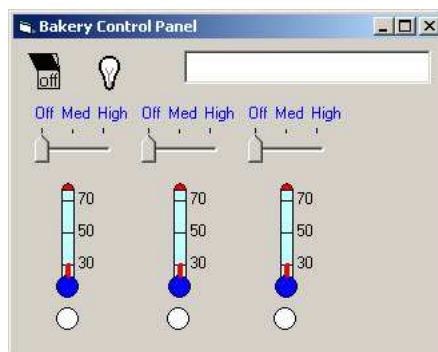 Bakery Control Panel
off
Off Med High Off Med High Off Med High
70 70 70
50 50 50
30 30 30